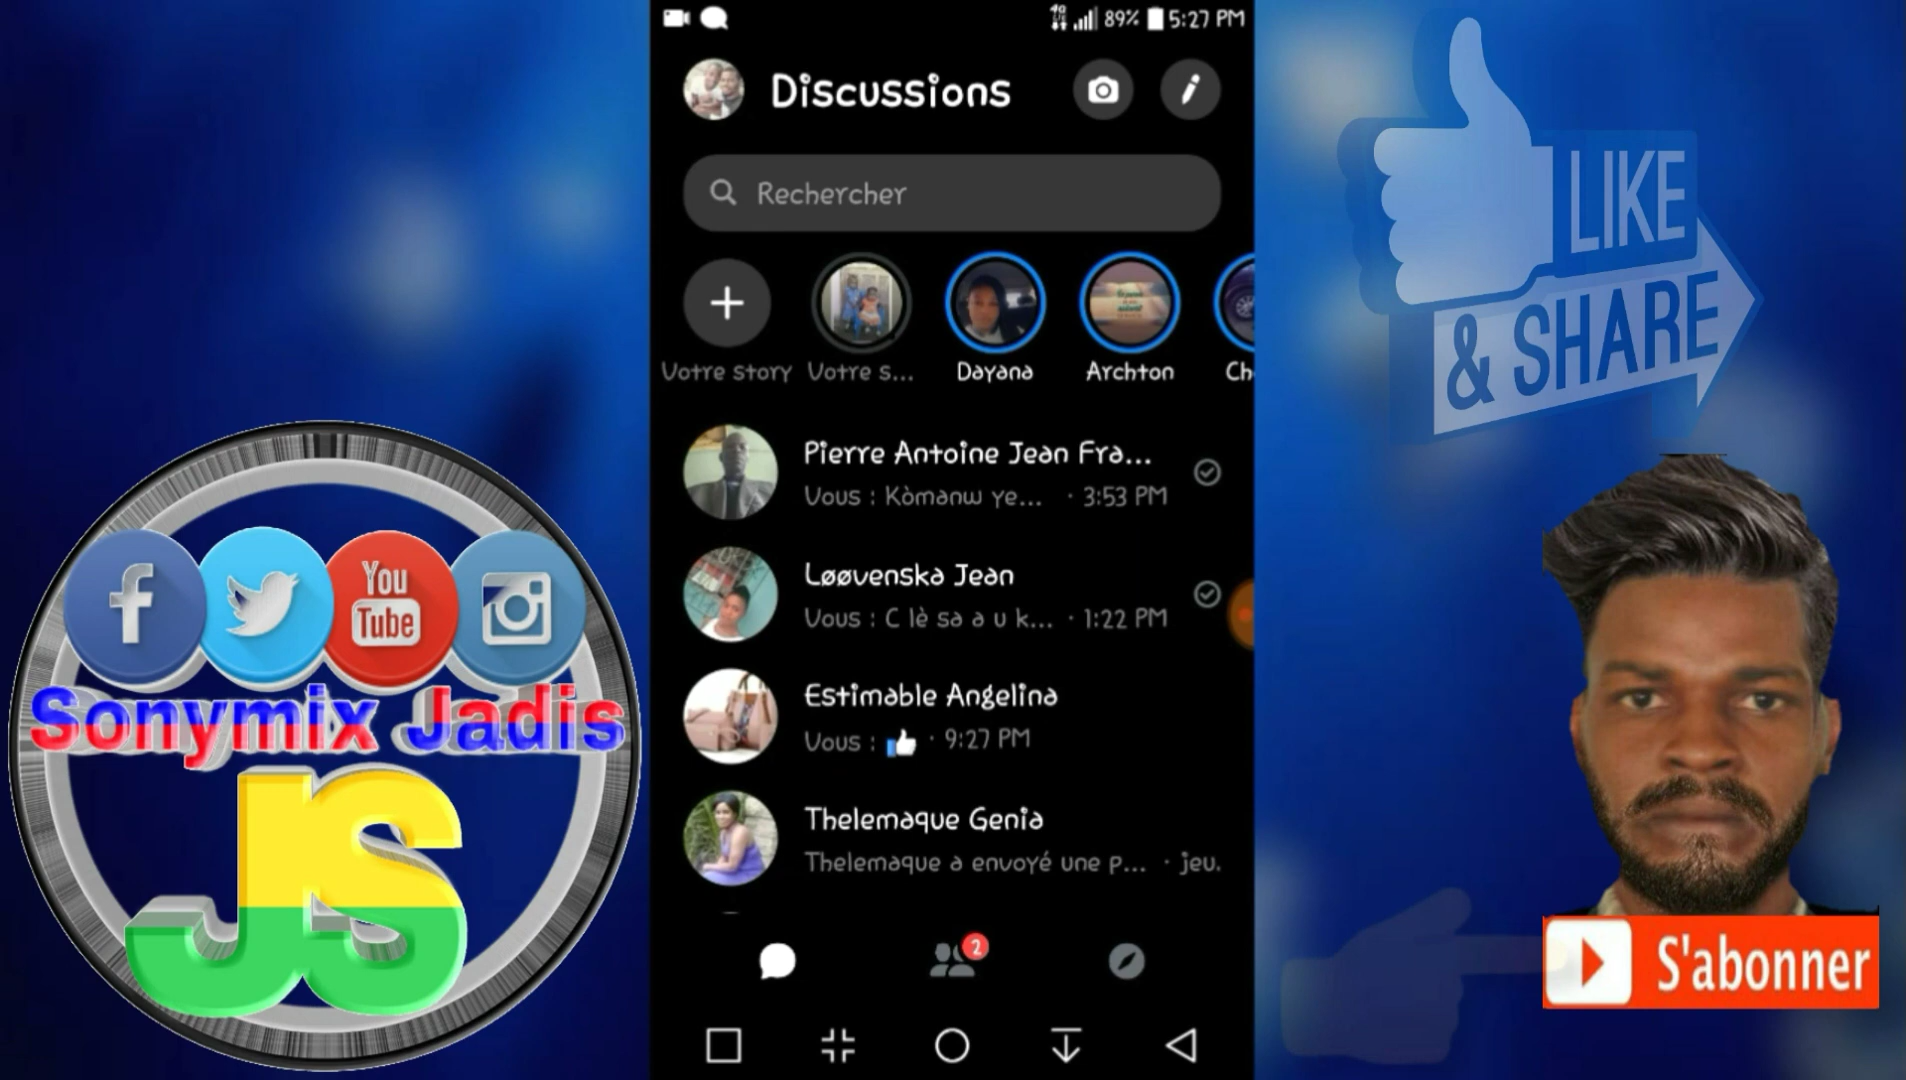 89% 5:27 PM
Discussions
Rechercher
Votre story Votre s... Dayana Archton Ch
Pierre Antoine Jean Fra...
Vous : Kòmanw ye... · 3:53 PM
Løøvenska Jean
Vous : C lè sa a u k... · 1:22 PM
Estimable Angelina
Vous : 👍 · 9:27 PM
Thelemaque Genia
Thelemaque a envoyé une p... · jeu.
2
f You Tube
Sonymix Jadis
JS
LIKE
& SHARE
S'abonner